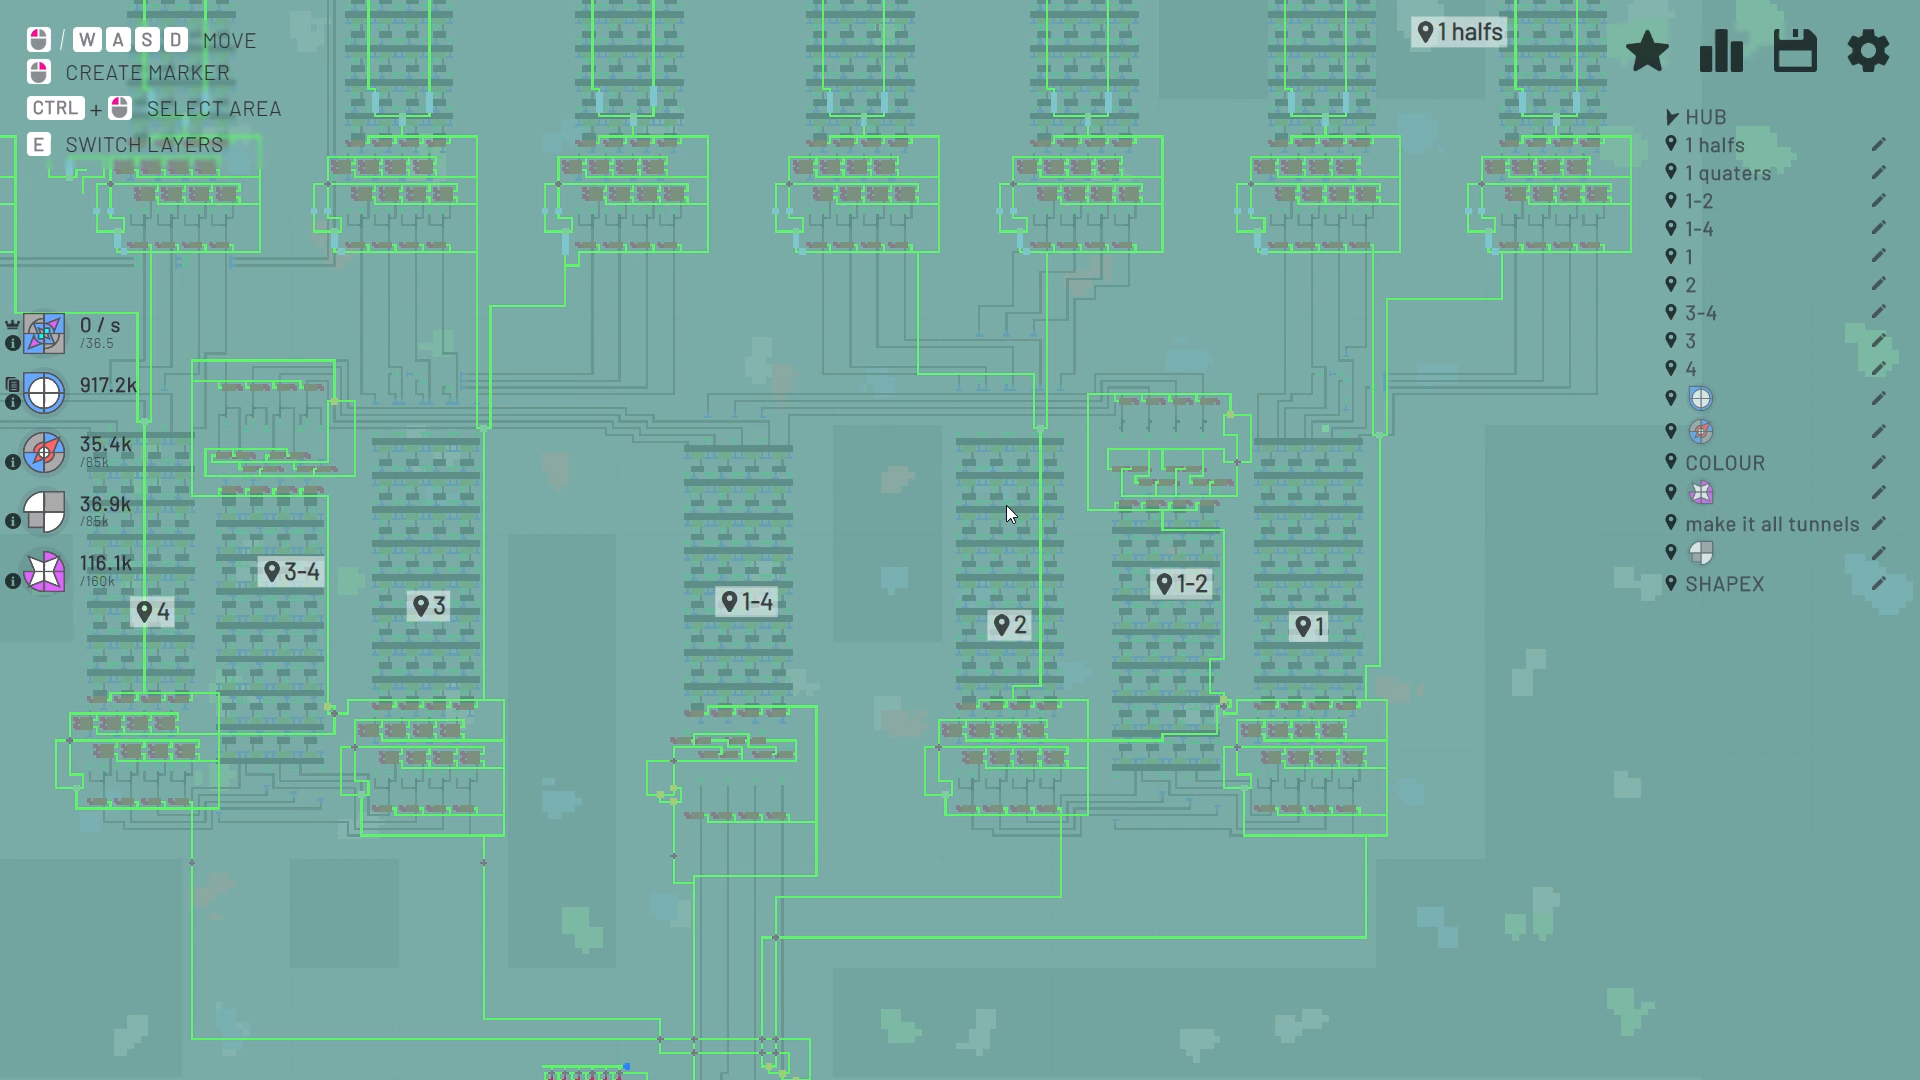 / W A S D MOVE
CREATE MARKER
CTRL + SELECT AREA
E SWITCH LAYERS
1 halfs
HUB
1 halfs
1 quaters
1-2
1-4
1
2
3-4
3
4
COLOUR
make it all tunnels
SHAPEX
0 / s
/36.5
917.2k
35.4k
/85k
36.9k
/85k
116.1k
/160k
4
3-4
3
1-4
2
1-2
1